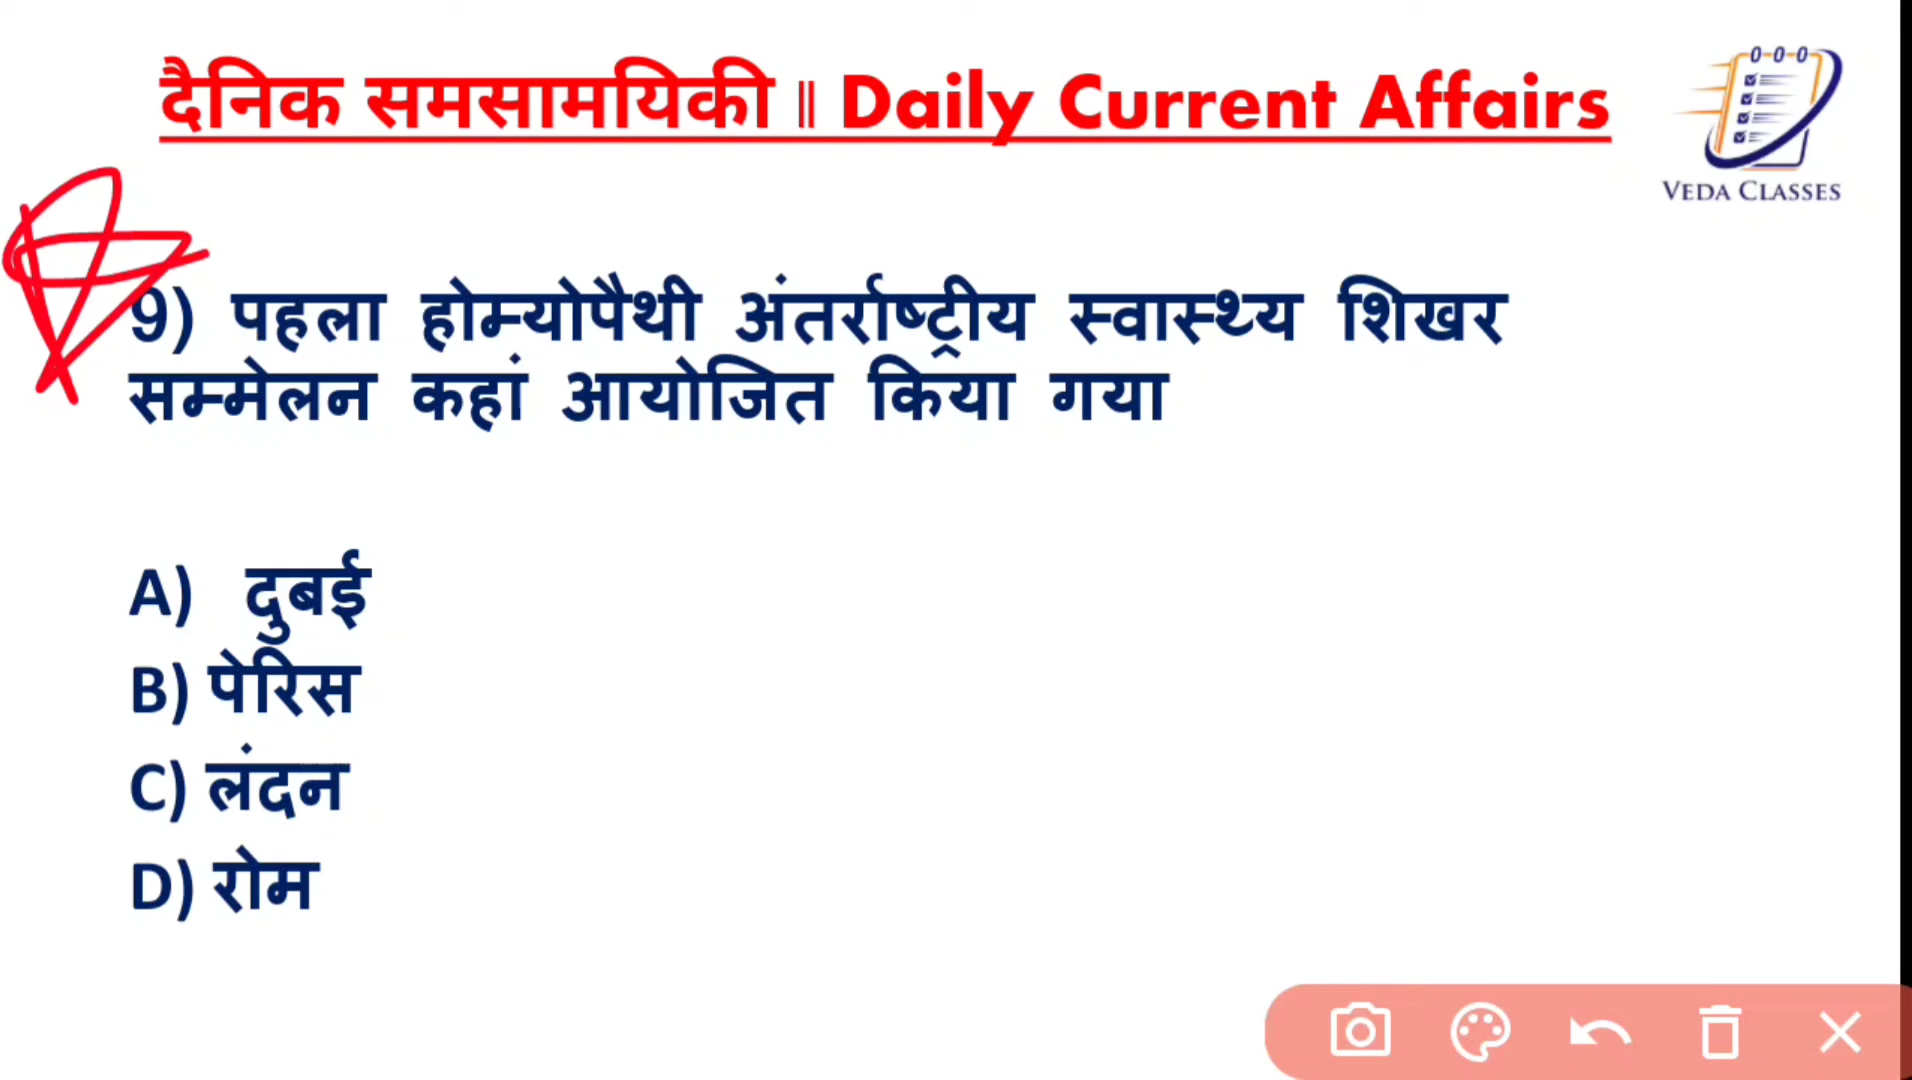 दैनिक समसामयिकी ॥ Daily Current Affairs
VEDA CLASSES
9) पहला होम्योपैथी अंतर्राष्ट्रीय स्वास्थ्य शिखर
सम्मेलन कहां आयोजित किया गया
A) दुबई
B) पेरिस
C) लंदन
D) रोम